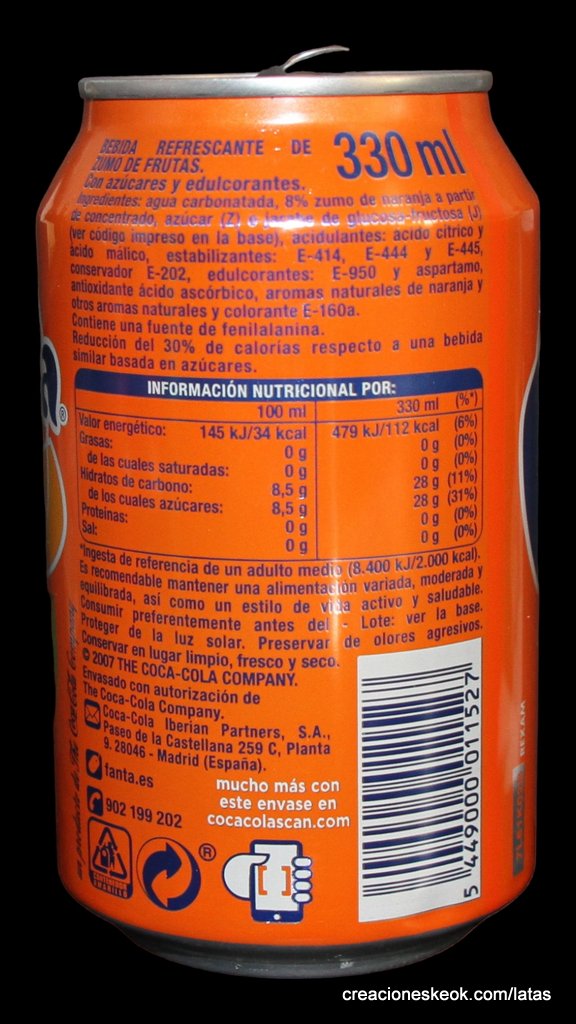 BEBIDA REFRESCANTE DE
ZUMO DE FRUTAS.
330 ml
Con azúcares y edulcorantes.
Ingredientes: agua carbonatada, 8% zumo de naranja a partir
de concentrado, azúcar (Z) o jarabe de glucosa-fructosa (J)
(ver código impreso en la base), acidulantes: ácido cítrico y
ácido málico, estabilizantes: E-414, E-444 y E-445,
conservador E-202, edulcorantes: E-950 y aspartamo,
antioxidante ácido ascórbico, aromas naturales de naranja y
otros aromas naturales y colorante E-160a.
Contiene una fuente de fenilalanina.
Reducción del 30% de calorías respecto a una bebida
similar basada en azúcares.
a®
INFORMACIÓN NUTRICIONAL POR:
100 ml 330 ml (%*)
Valor energético: 145 kJ/34 kcal 479 kJ/112 kcal (6%)
Grasas: 0 g 0 g (0%)
de las cuales saturadas: 0 g 0 g (0%)
Hidratos de carbono: 8,5 g 28 g (11%)
de los cuales azúcares: 8,5 g 28 g (31%)
Proteínas: 0 g 0 g (0%)
Sal: 0 g 0 g (0%)
*Ingesta de referencia de un adulto medio (8.400 kJ/2.000 kcal).
Es recomendable mantener una alimentación variada, moderada y
equilibrada, así como un estilo de vida activo y saludable.
Consumir preferentemente antes del - Lote: ver la base.
Proteger de la luz solar. Preservar de olores agresivos.
Conservar en lugar limpio, fresco y seco.
© 2007 THE COCA-COLA COMPANY.
Envasado con autorización de
The Coca-Cola Company.
Coca-Cola Iberian Partners, S.A.,
Paseo de la Castellana 259 C, Planta
9. 28046 - Madrid (España).
fanta.es
902 199 202
mucho más con
este envase en
cocacolascan.com
®
5 449000 011527
REXAM
creacioneskeok.com/latas